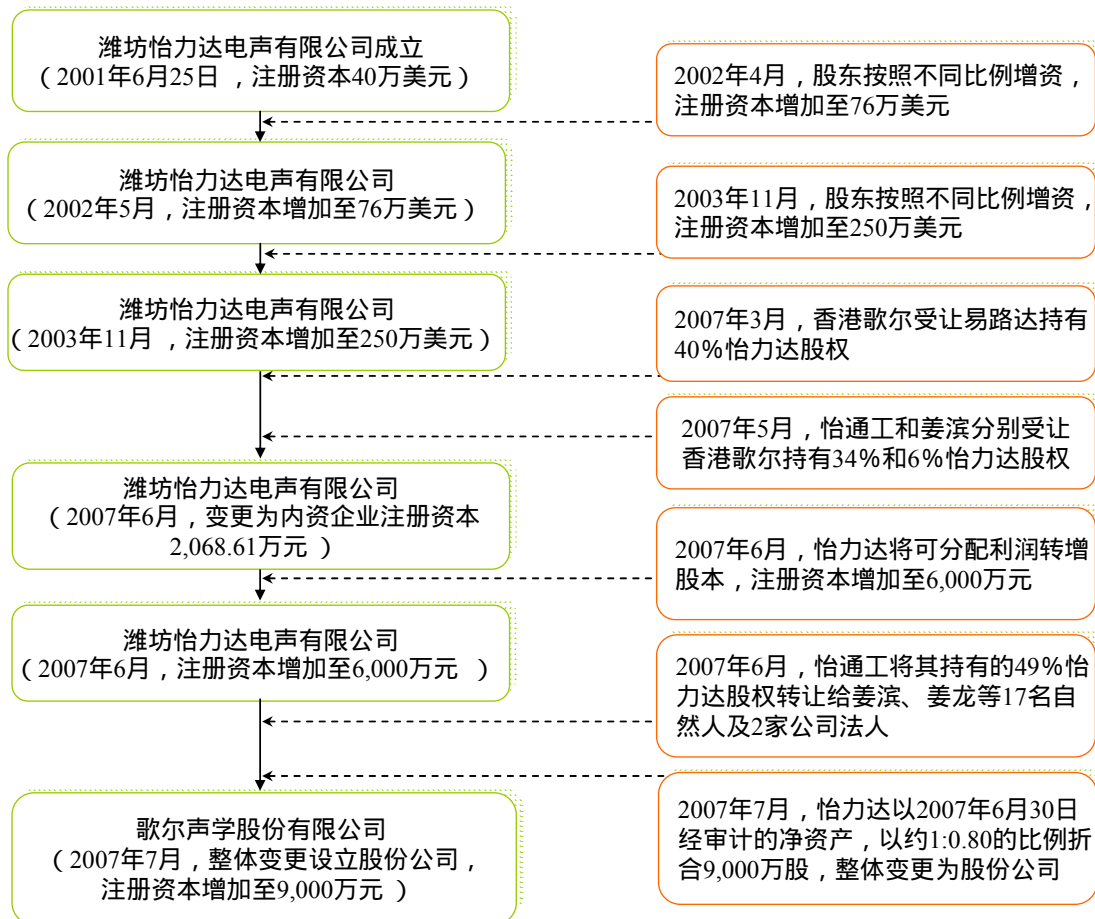 潍坊怡力达电声有限公司成立
（2001年6月25日 ，注册资本40万美元）
2002年4月，股东按照不同比例增资，
注册资本增加至76万美元
潍坊怡力达电声有限公司
（2002年5月，注册资本增加至76万美元）
2003年11月，股东按照不同比例增资，
注册资本增加至250万美元
潍坊怡力达电声有限公司
（2003年11月 ，注册资本增加至250万美元）
2007年3月，香港歌尔受让易路达持有
40%怡力达股权
2007年5月，怡通工和姜滨分别受让
香港歌尔持有34%和6%怡力达股权
潍坊怡力达电声有限公司
（2007年6月，变更为内资企业注册资本
2,068.61万元 ）
2007年6月，怡力达将可分配利润转增
股本，注册资本增加至6,000万元
潍坊怡力达电声有限公司
（2007年6月，注册资本增加至6,000万元 ）
2007年6月，怡通工将其持有的49%怡
力达股权转让给姜滨、姜龙等17名自
然人及2家公司法人
2007年7月，怡力达以2007年6月30日
经审计的净资产，以约1:0.80的比例折
合9,000万股，整体变更为股份公司
歌尔声学股份有限公司
（2007年7月，整体变更设立股份公司，
注册资本增加至9,000万元）